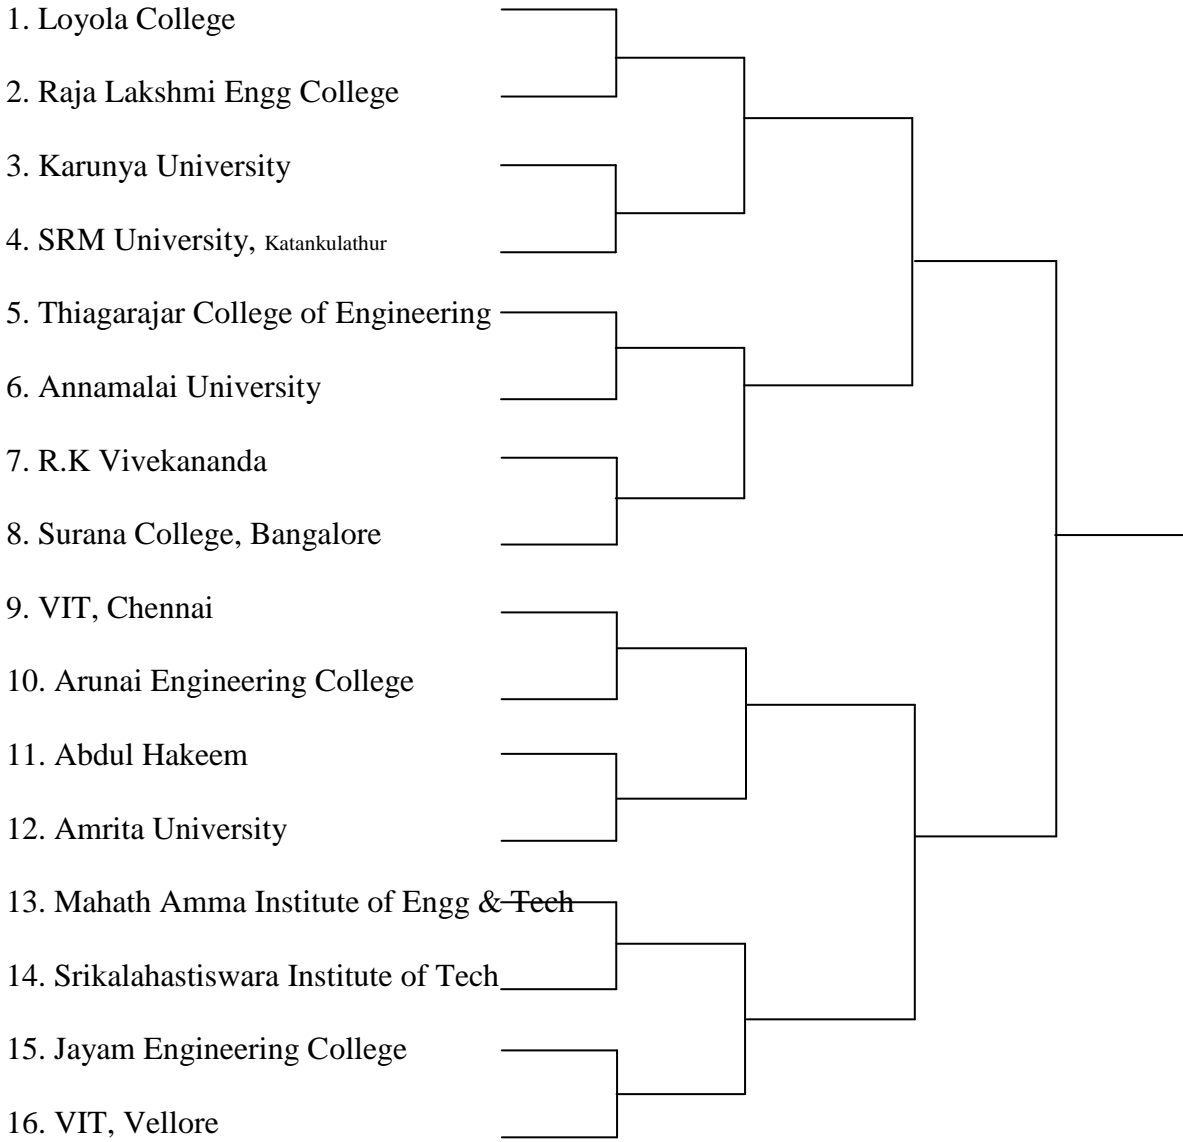 1. Loyola College
2. Raja Lakshmi Engg College
3. Karunya University
4. SRM University, Katankulathur
5. Thiagarajar College of Engineering
6. Annamalai University
7. R.K Vivekananda
8. Surana College, Bangalore
9. VIT, Chennai
10. Arunai Engineering College
11. Abdul Hakeem
12. Amrita University
13. Mahath Amma Institute of Engg & Tech
14. Srikalahastiswara Institute of Tech
15. Jayam Engineering College
16. VIT, Vellore